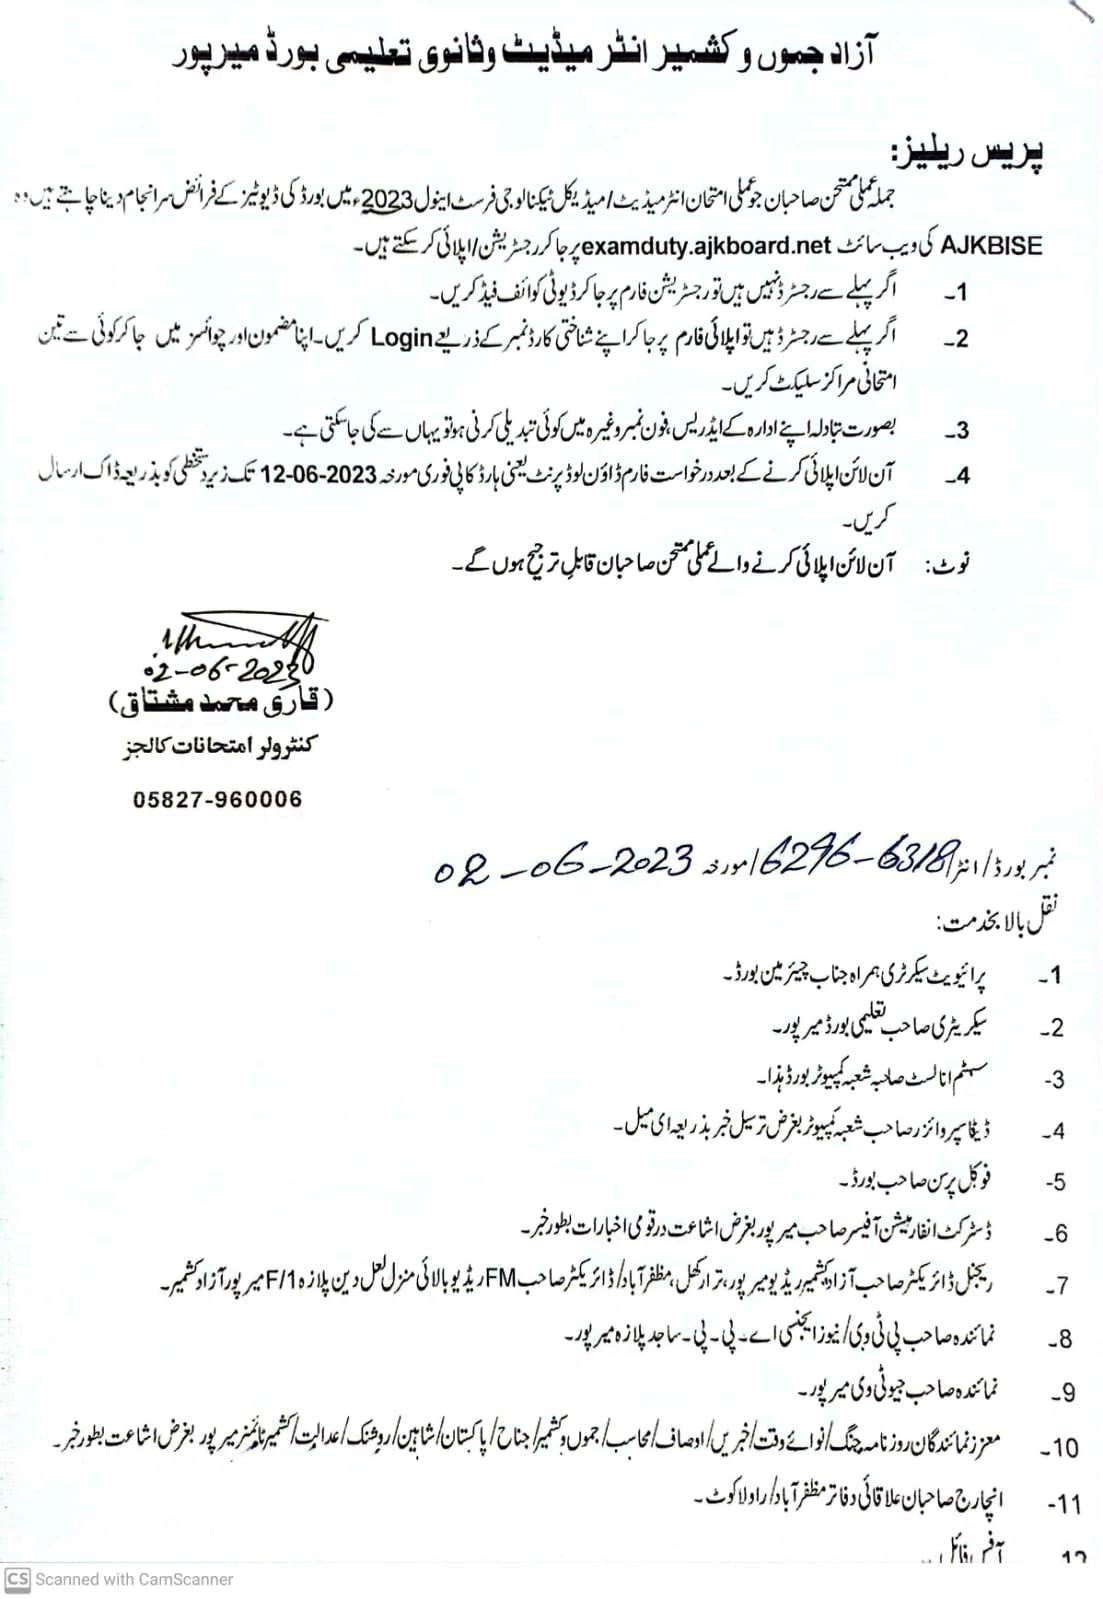 آزاد جموں و کشمیر انٹر میڈیٹ و ثانوی تعلیمی بورڈ میرپور
پریس ریلیز:
جملہ عملی ممتحن صاحبان جو عملی امتحان انٹرمیڈیٹ/میڈیکل ٹیکنالوجی فرسٹ اینول 2023ء میں بورڈ کی ڈیوٹیز کے فرائض سرانجام دینا چاہتے ہیں وہ
AJKBISE کی ویب سائٹ examduty.ajkboard.net پر جا کر رجسٹریشن/اپلائی کر سکتے ہیں۔
1۔ اگر پہلے سے رجسٹرڈ نہیں ہیں تو رجسٹریشن فارم پر جا کر ڈیوٹی کوائف فیڈ کریں۔
2۔ اگر پہلے سے رجسٹرڈ ہیں تو اپلائی فارم پر جا کر اپنے شناختی کارڈ نمبر کے ذریعے Login کریں۔ اپنا مضمون اور چوائسز میں جا کر کوئی سے تین
امتحانی مراکز سلیکٹ کریں۔
3۔ بصورت تبادلہ اپنے ادارہ کے ایڈریس، فون نمبر وغیرہ میں کوئی تبدیلی کرنی ہو تو یہاں سے کی جا سکتی ہے۔
4۔ آن لائن اپلائی کرنے کے بعد درخواست فارم ڈاؤن لوڈ پرنٹ یعنی ہارڈ کاپی فوری مورخہ 12-06-2023 تک زیر دستخطی کو بذریعہ ڈاک ارسال
کریں۔
نوٹ: آن لائن اپلائی کرنے والے عملی ممتحن صاحبان قابلِ ترجیح ہوں گے۔
02-06-2023
(قاری محمد مشتاق)
کنٹرولر امتحانات کالجز
05827-960006
نمبر بورڈ/انٹر/6296-6318/مورخہ 02-06-2023
نقل بالا بخدمت:
1۔ پرائیویٹ سیکرٹری ہمراہ جناب چیئرمین بورڈ۔
2۔ سیکریٹری صاحب تعلیمی بورڈ میرپور۔
3- سسٹم انالسٹ صاحبہ شعبہ کمپیوٹر بورڈ ہذا۔
4۔ ڈیٹا سپروائزر صاحب شعبہ کمپیوٹر بغرض ترسیل خبر بذریعہ ای میل۔
5- فوکل پرسن صاحب بورڈ۔
6۔ ڈسٹرکٹ انفارمیشن آفیسر صاحب میرپور بغرض اشاعت در قومی اخبارات بطور خبر۔
7۔ ریجنل ڈائریکٹر صاحب آزاد کشمیر ریڈیو میرپور، تراڑکھل، مظفرآباد/ڈائریکٹر صاحب FM ریڈیو بالائی منزل لعل دین پلازہ F/1 میرپور آزاد کشمیر۔
8۔ نمائندہ صاحب پی ٹی وی/نیوز ایجنسی اے۔پی۔پی۔ ساجد پلازہ میرپور۔
9۔ نمائندہ صاحب جیو ٹی وی میرپور۔
10۔ معزز نمائندگان روزنامہ جنگ/نوائے وقت/خبریں/اوصاف/محاسب/جموں و کشمیر/جناح/پاکستان/شاہین/روشنک/عدالت/کشمیر ٹائمنر میرپور بغرض اشاعت بطور خبر۔
11- انچارج صاحبان علاقائی دفاتر مظفرآباد/راولاکوٹ۔
12 آفس فائل۔
CS Scanned with CamScanner